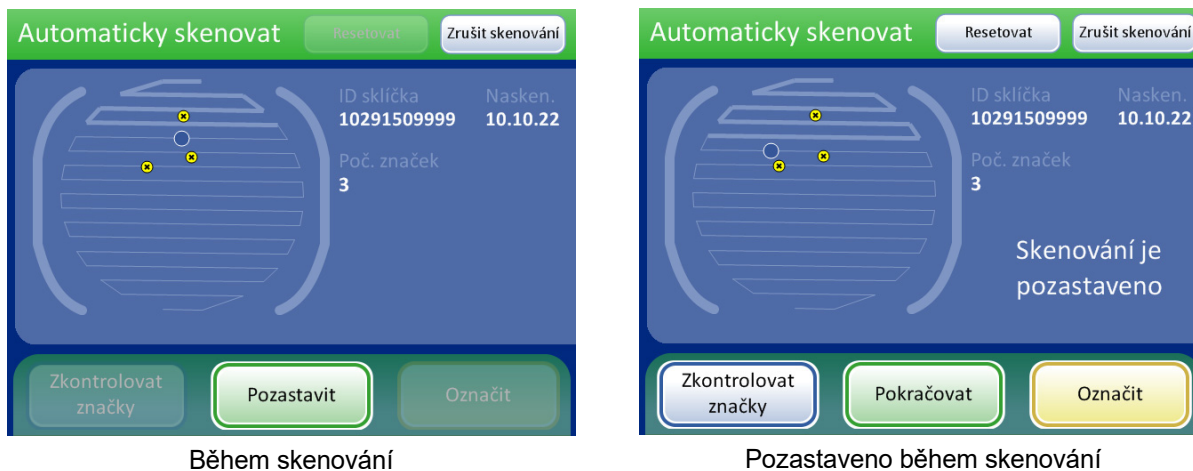 Automaticky skenovat
Resetovat
Zrušit skenování
ID sklíčka
Nasken.
10291509999
10.10.22
Poč. značek
3
Zkontrolovat
značky
Pozastavit
Označit
Během skenování
Automaticky skenovat
Resetovat
Zrušit skenování
ID sklíčka
Nasken.
10291509999
10.10.22
Poč. značek
3
Skenování je
pozastaveno
Zkontrolovat
značky
Pokračovat
Označit
Pozastaveno během skenování